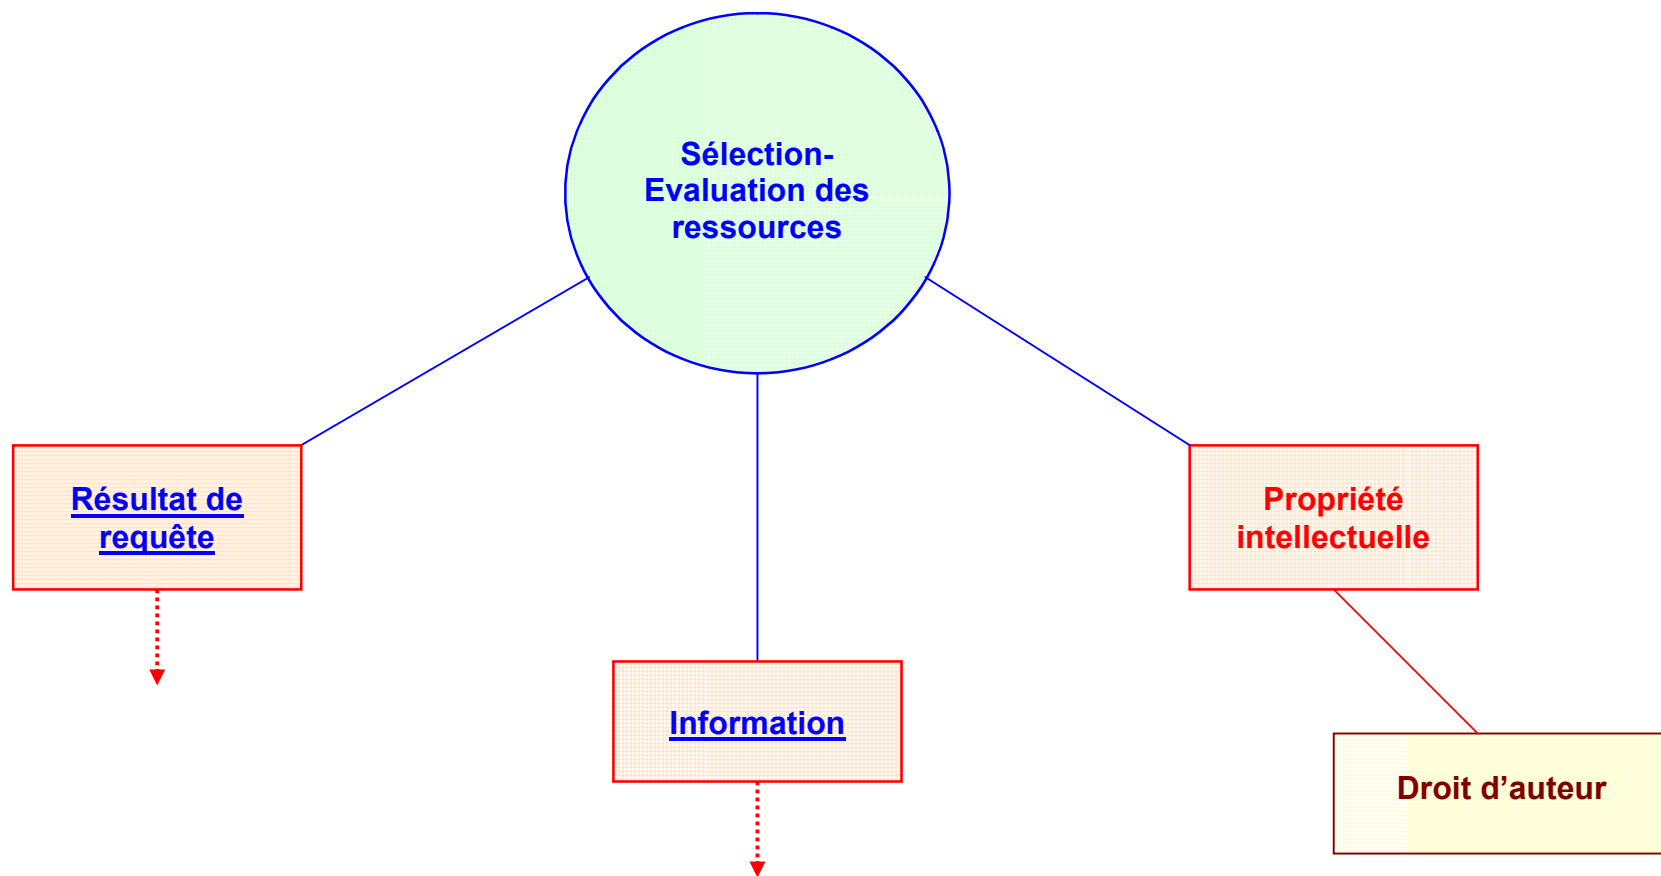 Sélection-
Evaluation des
ressources
Résultat de
requête
Propriété
intellectuelle
Information
Droit d’auteur